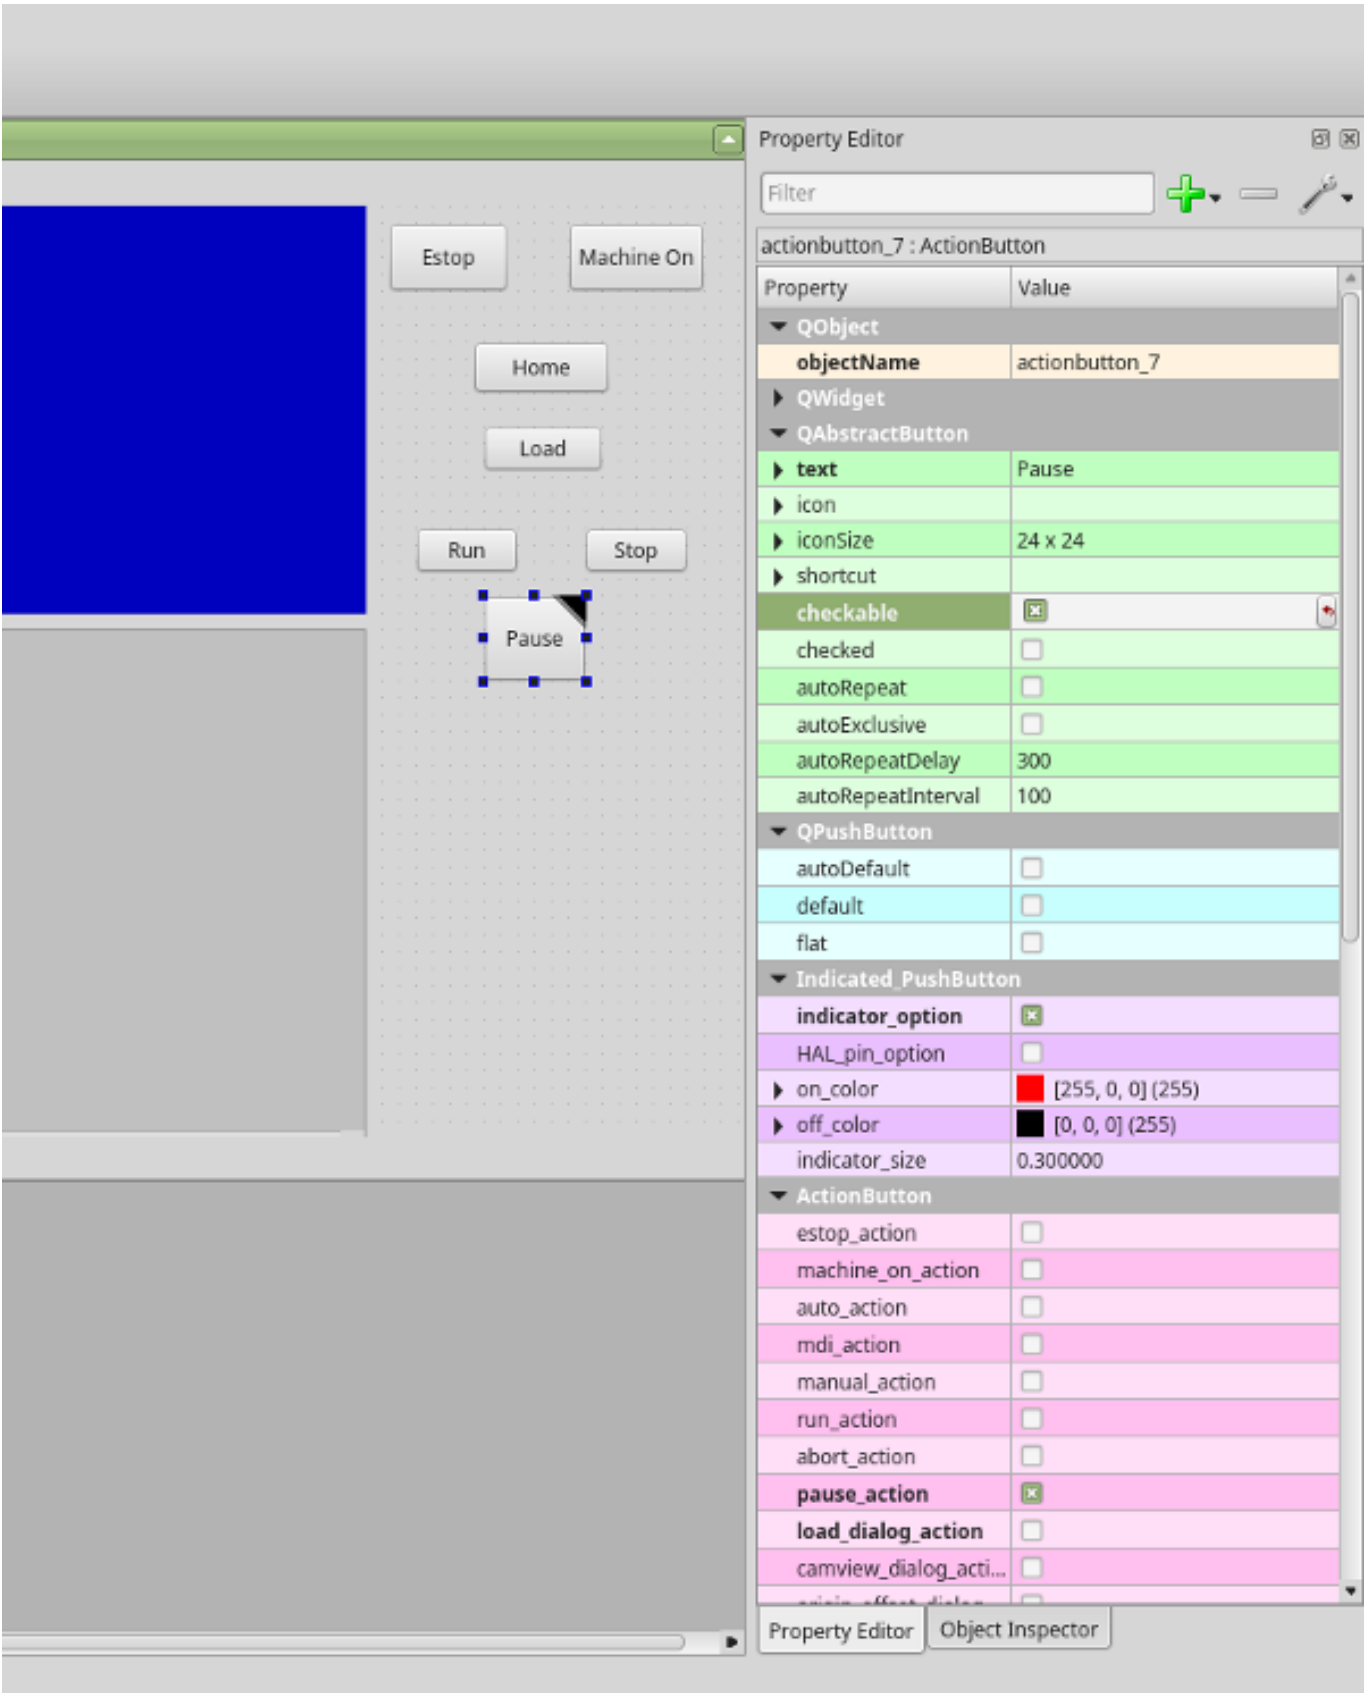 Property Editor
Filter
Estop
Machine On
Home
Load
Run
Stop
Pause
actionbutton_7 : ActionButton
Property Value
QObject
objectName actionbutton_7
QWidget
QAbstractButton
text Pause
icon
iconSize 24 x 24
shortcut
checkable
checked
autoRepeat
autoExclusive
autoRepeatDelay 300
autoRepeatInterval 100
QPushButton
autoDefault
default
flat
Indicated_PushButton
indicator_option
HAL_pin_option
on_color [255, 0, 0] (255)
off_color [0, 0, 0] (255)
indicator_size 0.300000
ActionButton
estop_action
machine_on_action
auto_action
mdi_action
manual_action
run_action
abort_action
pause_action
load_dialog_action
camview_dialog_acti...
Property Editor Object Inspector